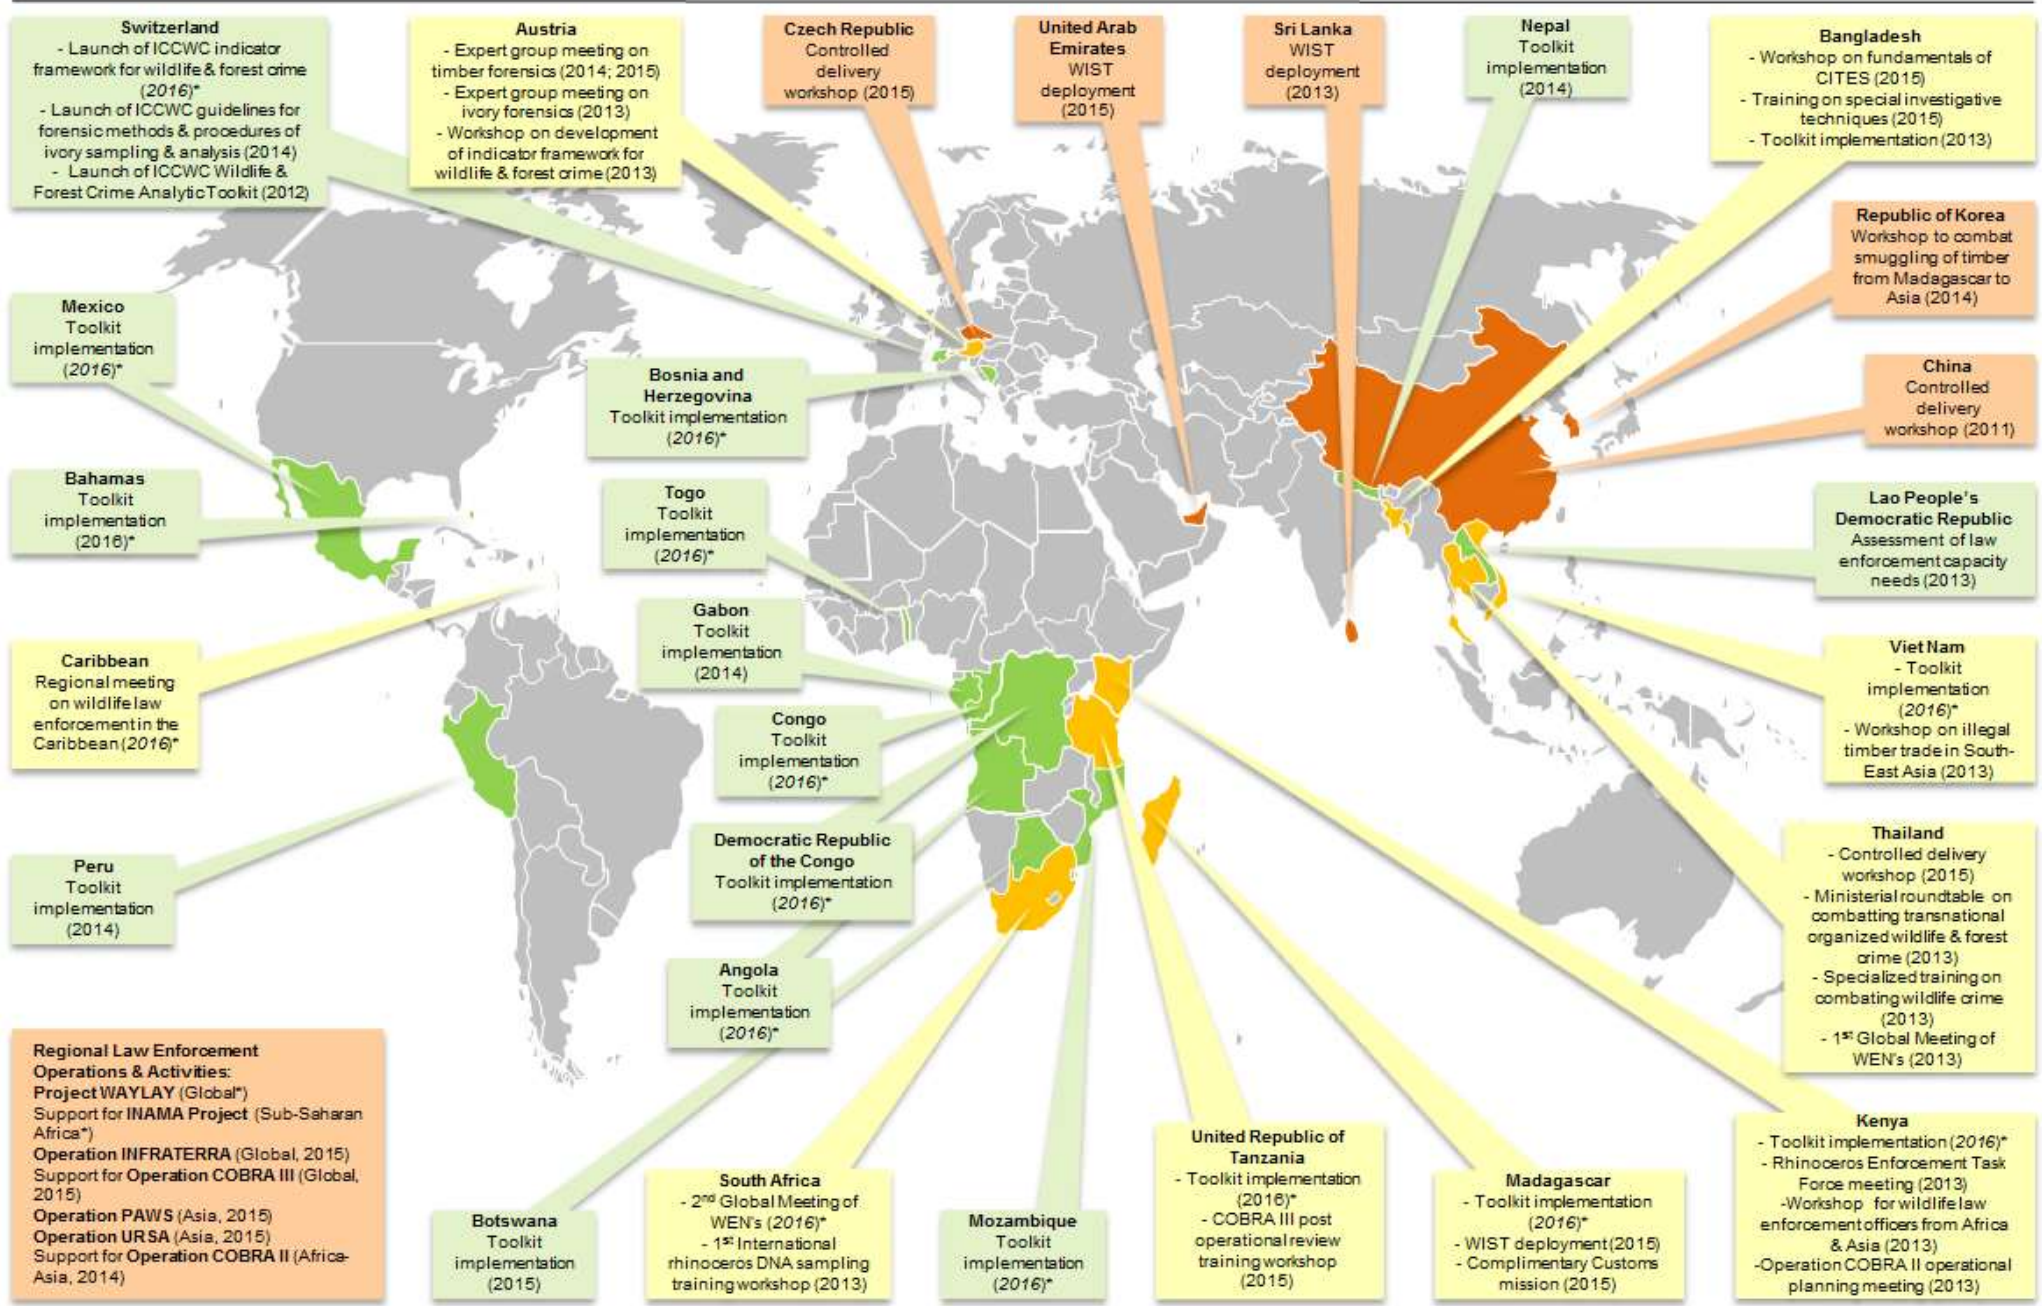 Switzerland
- Launch of ICCWC indicator
framework for wildlife & forest crime
(2016)*
- Launch of ICCWC guidelines for
forensic methods & procedures of
ivory sampling & analysis (2014)
- Launch of ICCWC Wildlife &
Forest Crime Analytic Toolkit (2012)
Austria
- Expert group meeting on
timber forensics (2014; 2015)
- Expert group meeting on
ivory forensics (2013)
- Workshop on development
of indicator framework for
wildlife & forest crime (2013)
Czech Republic
Controlled
delivery
workshop (2015)
United Arab
Emirates
WIST
deployment
(2015)
Sri Lanka
WIST
deployment
(2013)
Nepal
Toolkit
implementation
(2014)
Bangladesh
- Workshop on fundamentals of
CITES (2015)
- Training on special investigative
techniques (2015)
- Toolkit implementation (2013)
Republic of Korea
Workshop to combat
smuggling of timber
from Madagascar to
Asia (2014)
Mexico
Toolkit
implementation
(2016)*
Bosnia and
Herzegovina
Toolkit implementation
(2016)*
China
Controlled
delivery
workshop (2011)
Bahamas
Toolkit
implementation
(2016)*
Togo
Toolkit
implementation
(2016)*
Lao People's
Democratic Republic
Assessment of law
enforcement capacity
needs (2013)
Gabon
Toolkit
implementation
(2014)
Caribbean
Regional meeting
on wildlife law
enforcement in the
Caribbean (2016)*
Viet Nam
- Toolkit
implementation
(2016)*
- Workshop on illegal
timber trade in South-
East Asia (2013)
Congo
Toolkit
implementation
(2016)*
Democratic Republic
of the Congo
Toolkit implementation
(2016)*
Thailand
- Controlled delivery
workshop (2015)
- Ministerial roundtable on
combatting transnational
organized wildlife & forest
crime (2013)
- Specialized training on
combating wildlife crime
(2013)
- 1st Global Meeting of
WEN's (2013)
Peru
Toolkit
implementation
(2014)
Angola
Toolkit
implementation
(2016)*
Regional Law Enforcement
Operations & Activities:
Project WAYLAY (Global*)
Support for INAMA Project (Sub-Saharan
Africa*)
Operation INFRATERRA (Global, 2015)
Support for Operation COBRA III (Global,
2015)
Operation PAWS (Asia, 2015)
Operation URSA (Asia, 2015)
Support for Operation COBRA II (Africa-
Asia, 2014)
Botswana
Toolkit
implementation
(2015)
South Africa
- 2nd Global Meeting of
WEN's (2016)*
- 1st International
rhinoceros DNA sampling
training workshop (2013)
Mozambique
Toolkit
implementation
(2016)*
United Republic of
Tanzania
- Toolkit implementation
(2016)*
- COBRA III post
operational review
training workshop
(2015)
Madagascar
- Toolkit implementation
(2016)*
- WIST deployment (2015)
- Complimentary Customs
mission (2015)
Kenya
- Toolkit implementation (2016)*
- Rhinoceros Enforcement Task
Force meeting (2013)
-Workshop for wildlife law
enforcement officers from Africa
& Asia (2013)
-Operation COBRA II operational
planning meeting (2013)